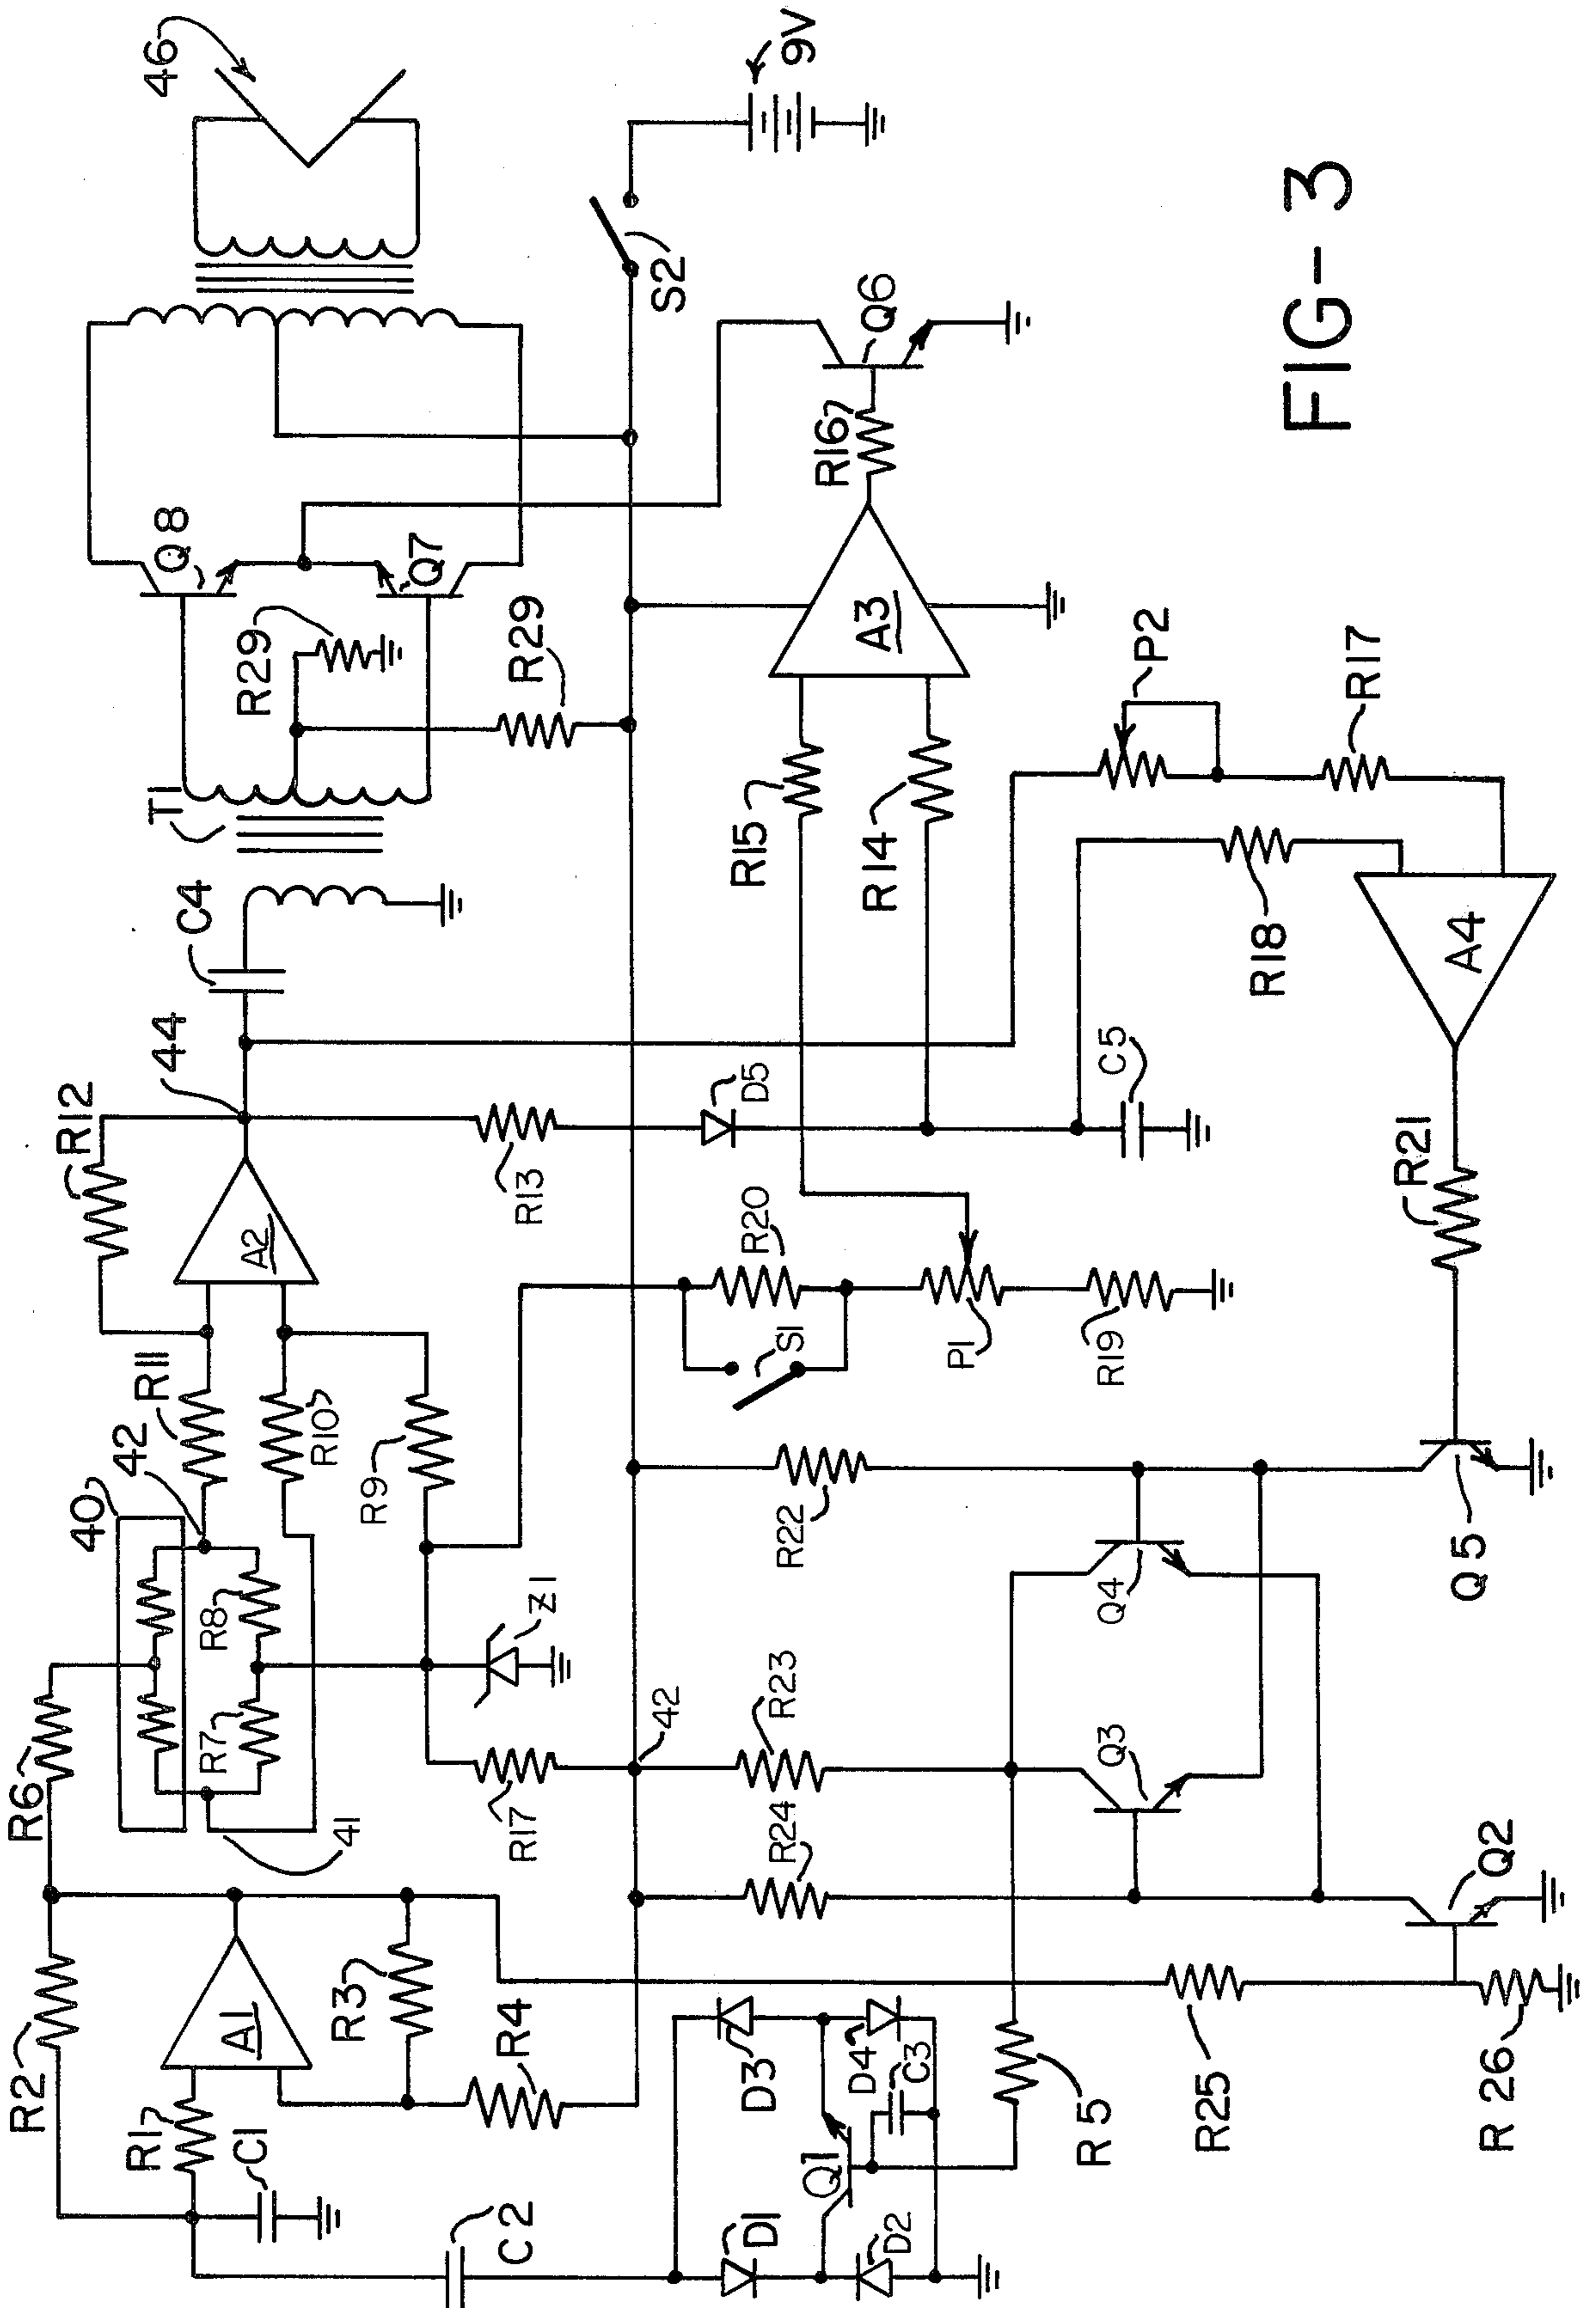 46
9V
Q8
Q7
R29
R29
S2
Q6
R16
FIG-3
T1
C4
44
R12
A3
R15
R14
P2
R17
R18
A4
A2
R13
D5
C5
R20
R21
R11
42
40
R10
R9
S1
P1
R19
R8
R7
Z1
R22
Q4
Q5
R6
41
R17
42
R23
R24
Q3
Q2
R2
A1
R3
R4
R1
C1
D3
D4
C3
R5
R25
R26
C2
D1
Q1
D2